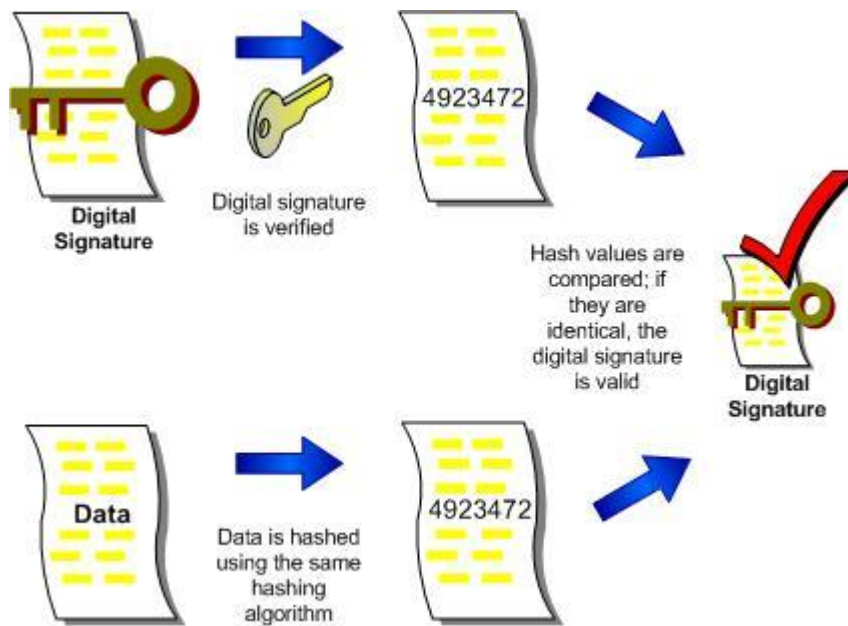 4923472
Digital
Signature
Digital signature
is verified
Hash values are
compared; if
they are
identical, the
digital signature
is valid
Digital
Signature
Data
4923472
Data is hashed
using the same
hashing
algorithm